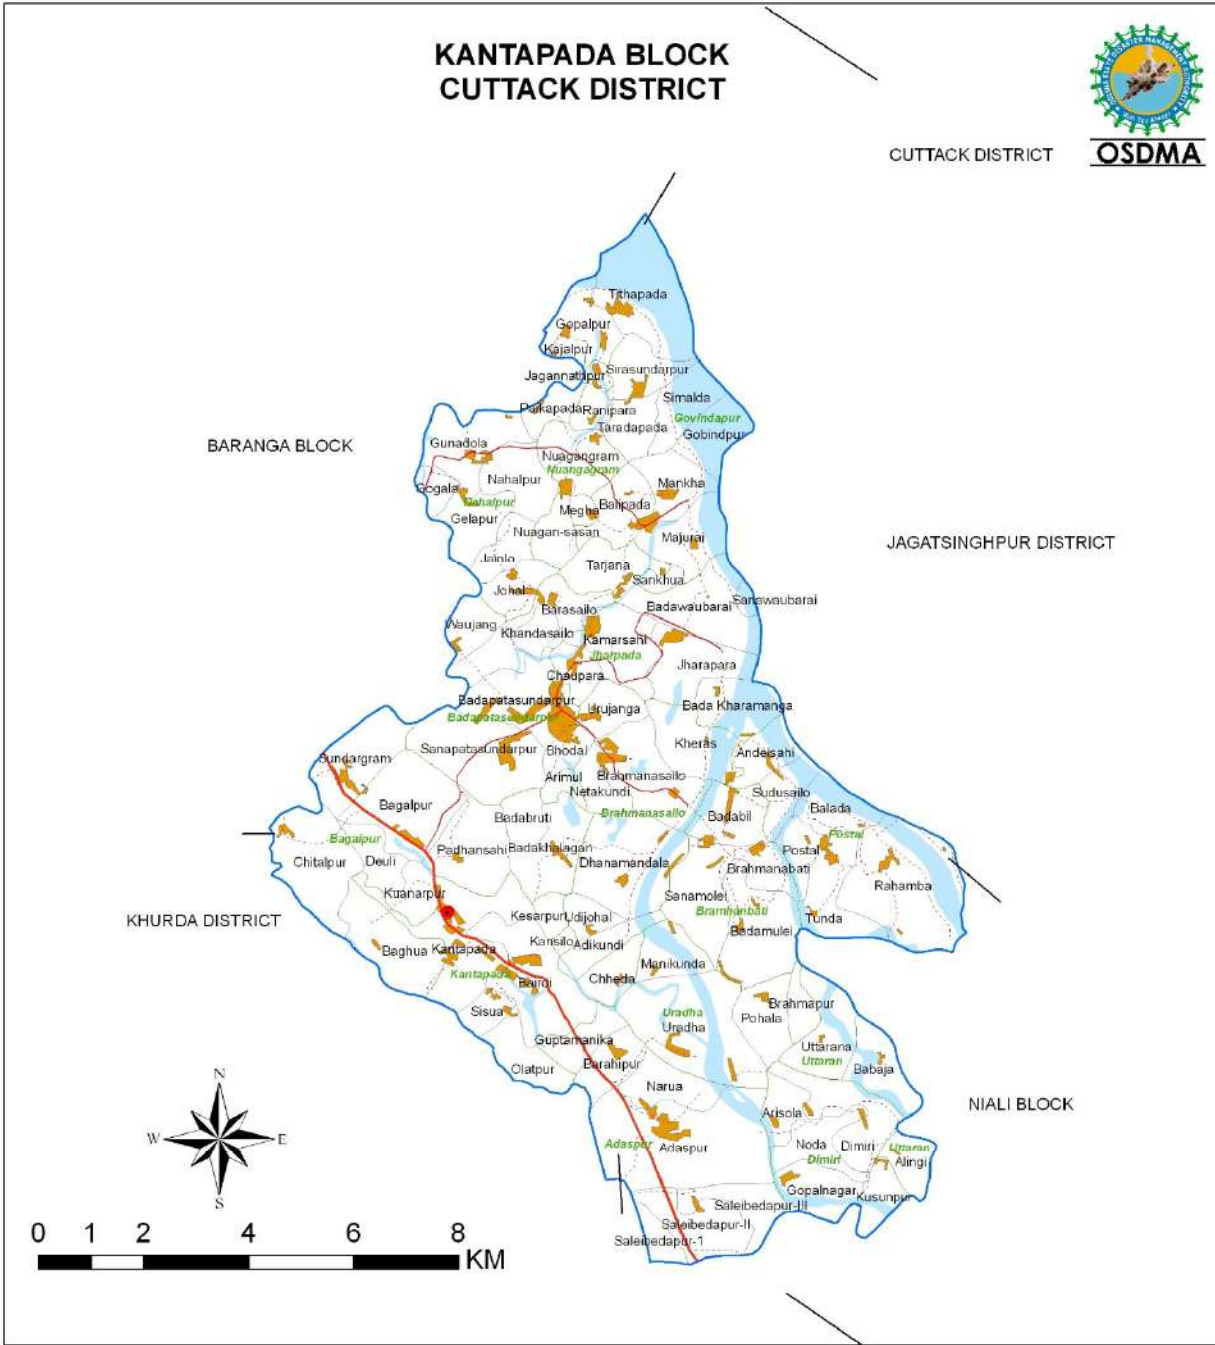 KANTAPADA BLOCK
CUTTACK DISTRICT
OSDMA
CUTTACK DISTRICT
Tithapada
Gopalpur
Kajalpur
Jagannathpur
Sirasundarpur
Simalda
Paikapada
Ranipara
Govindapur
Taradapada
Gobindpur
BARANGA BLOCK
Gunadola
Nuagangram
Nuangagram
Nahalpur
Mankha
Gogala
Nahalpur
Balipada
Megha
Gelapur
Nuagan-sasan
Majurai
JAGATSINGHPUR DISTRICT
Jainlo
Tarjana
Sankhua
Johal
Sanawaubarai
Barasailo
Badawaubarai
Waujang
Khandasailo
Kamarsahi
Jharpada
Jharapara
Chaupara
Badapatasundarpur
Bada Kharamanga
Urujanga
Badapatasundarpur
Kheras
Sanapatasundarpur
Bhodal
Andeisahi
Sundargram
Arimul
Brahmanasailo
Netakundi
Sudusailo
Bagalpur
Balada
Badabruti
Brahmanasailo
Badabil
Bagalpur
Postal
Padhansahi
Badakhalagan
Postal
Chitalpur
Deuli
Dhanamandala
Brahmanabati
Rahamba
Kuanarpur
Sanamolei
Bramhanbati
KHURDA DISTRICT
Kesarpur
Udijohal
Tunda
Badamulei
Baghua
Kantapada
Kansilo
Adikundi
Manikunda
Kantapada
Bairoi
Chheda
Brahmapur
Sisua
Uradha
Pohala
Uradha
Guptamanika
Uttarana
Uttaran
Barahipur
Babaja
Olatpur
Narua
NIALI BLOCK
Arisola
Adaspur
Adaspur
Noda
Dimiri
Uttaran
Dimiri
Alingi
Gopalnagar
Kusunpur
Saleibedapur-III
Saleibedapur-II
Saleibedapur-1
N
W
E
S
0 1 2 4 6 8
KM